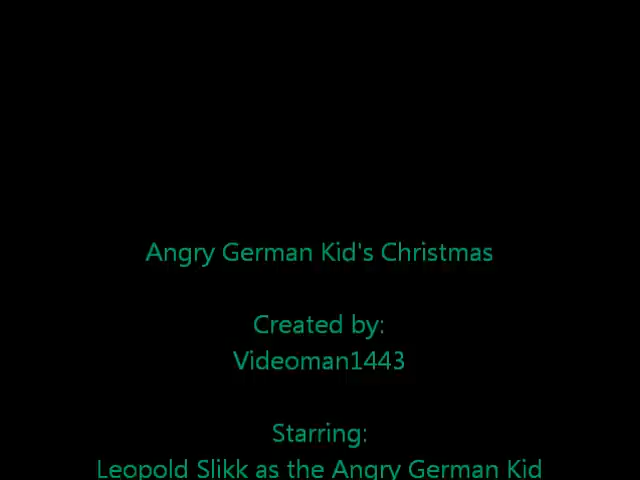 Angry German Kid's Christmas
Created by:
Videoman1443
Starring:
Leopold Slikk as the Angry German Kid